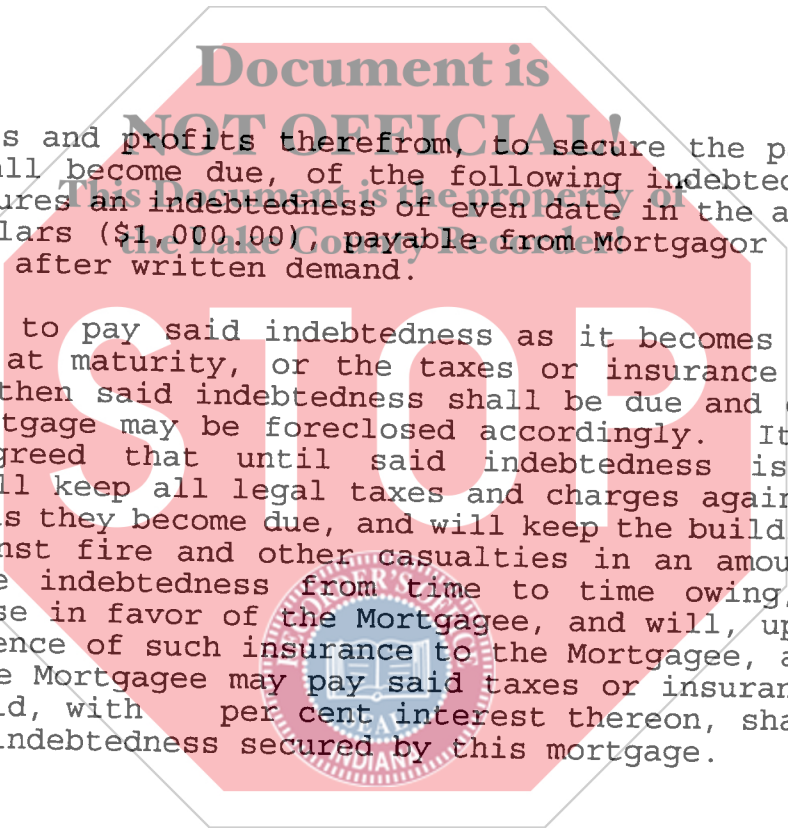 Document is
NOT OFFICIAL!
This Document is the property of
the Lake County Recorder!
STOP
s and profits therefrom, to secure the p
all become due, of the following indebted
ures an indebtedness of even date in the a
lars ($1,000.00), payable from Mortgagor
after written demand.
to pay said indebtedness as it becomes
at maturity, or the taxes or insurance
then said indebtedness shall be due and
tgage may be foreclosed accordingly. It
greed that until said indebtedness is
ll keep all legal taxes and charges again
s they become due, and will keep the build
nst fire and other casualties in an amou
e indebtedness from time to time owing,
se in favor of the Mortgagee, and will, up
ence of such insurance to the Mortgagee, a
e Mortgagee may pay said taxes or insuran
id, with per cent interest thereon, sha
indebtedness secured by this mortgage.
RECORDER'S OFFICE
INDIANA